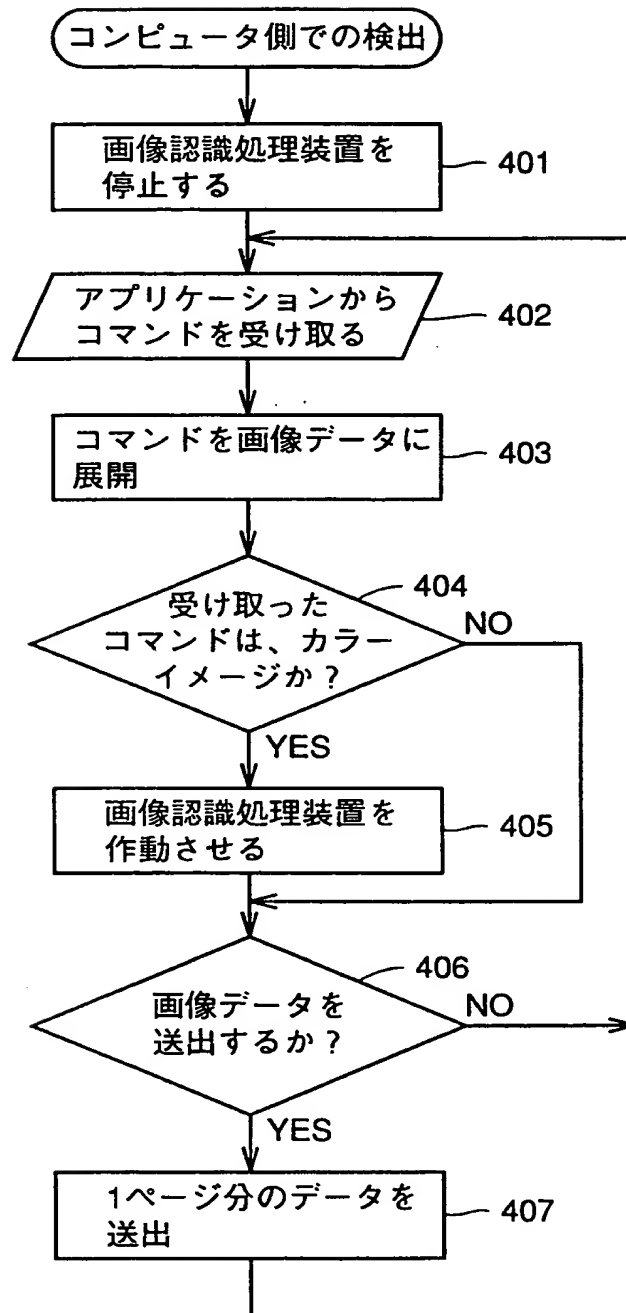 コンピュータ側での検出
画像認識処理装置を
停止する
401
アプリケーションから
コマンドを受け取る
402
コマンドを画像データに
展開
403
404
受け取った
コマンドは、カラー
イメージか?
NO
YES
画像認識処理装置を
作動させる
405
406
画像データを
送出するか?
NO
YES
1ページ分のデータを
送出
407